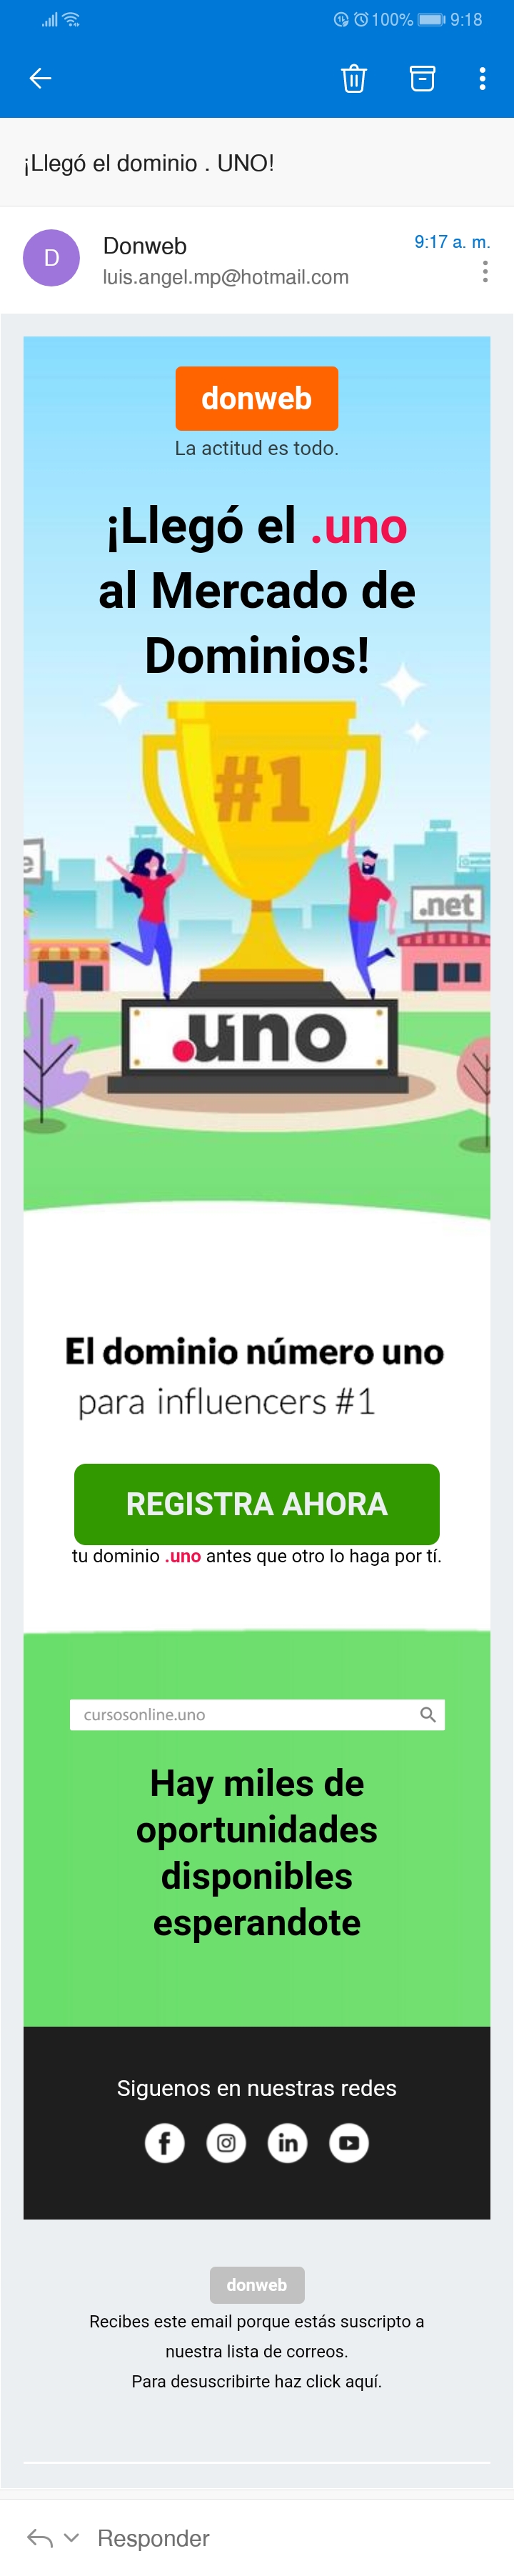 100% 9:18
¡Llegó el dominio . UNO!
D
Donweb
9:17 a. m.
luis.angel.mp@hotmail.com
donweb
La actitud es todo.
¡Llegó el .uno
al Mercado de
Dominios!
#1
e
.net
.uno
El dominio número uno
para influencers #1
REGISTRA AHORA
tu dominio .uno antes que otro lo haga por tí.
cursosonline.uno
Hay miles de
oportunidades
disponibles
esperandote
Siguenos en nuestras redes
f in
donweb
Recibes este email porque estás suscripto a
nuestra lista de correos.
Para desuscribirte haz click aquí.
Responder